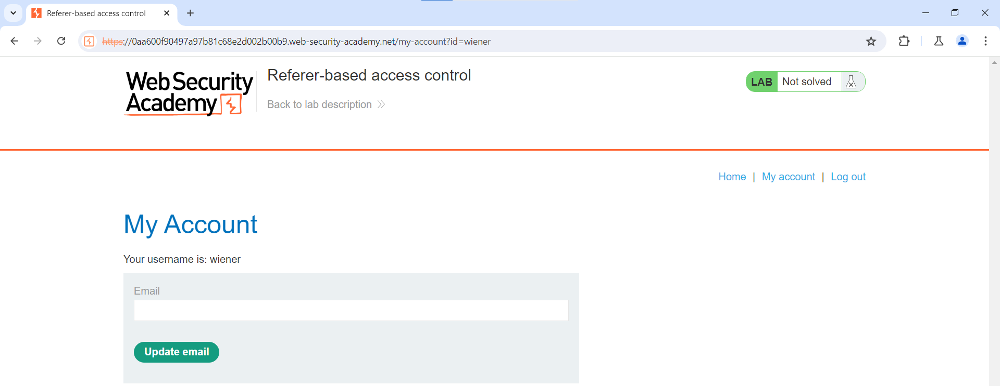 Referer-based access control
https://0aa600f90497a97b81c68e2d002b00b9.web-security-academy.net/my-account?id=wiener
Web Security
Academy
Referer-based access control
Back to lab description
LAB Not solved
Home | My account | Log out
My Account
Your username is: wiener
Email
Update email